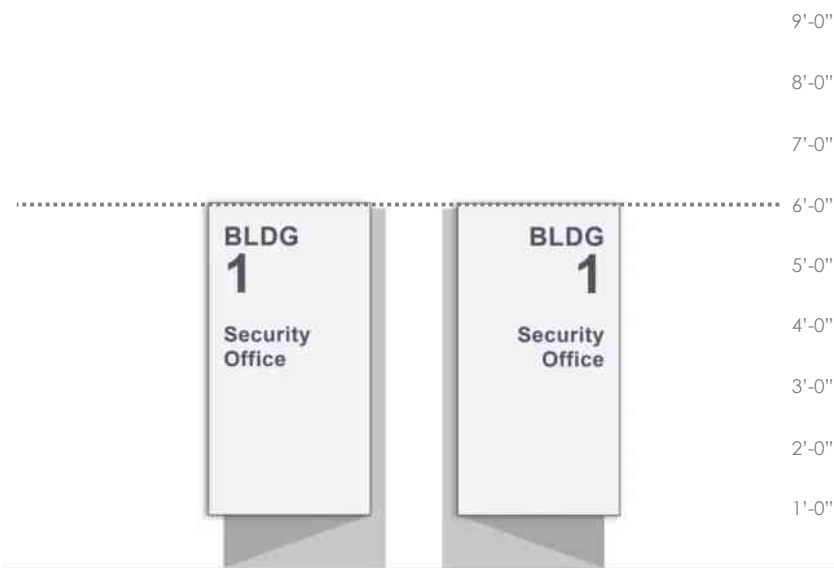 9'-0"
8'-0"
7'-0"
6'-0"
BLDG
1
Security
Office
BLDG
1
Security
Office
5'-0"
4'-0"
3'-0"
2'-0"
1'-0"